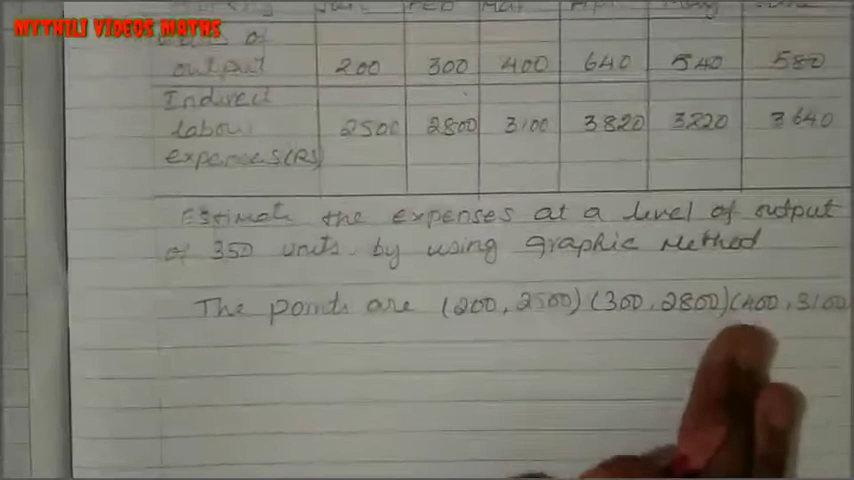 MYTHILI VIDEOS MATHS
of
output 200 300 400 640 540 580
Indirect
labour 2500 2800 3100 3820 3220 3640
expenses(RS)
Estimate the expenses at a level of output
of 350 units by using Graphic Method
The points are (200, 2500) (300, 2800) (400, 3100